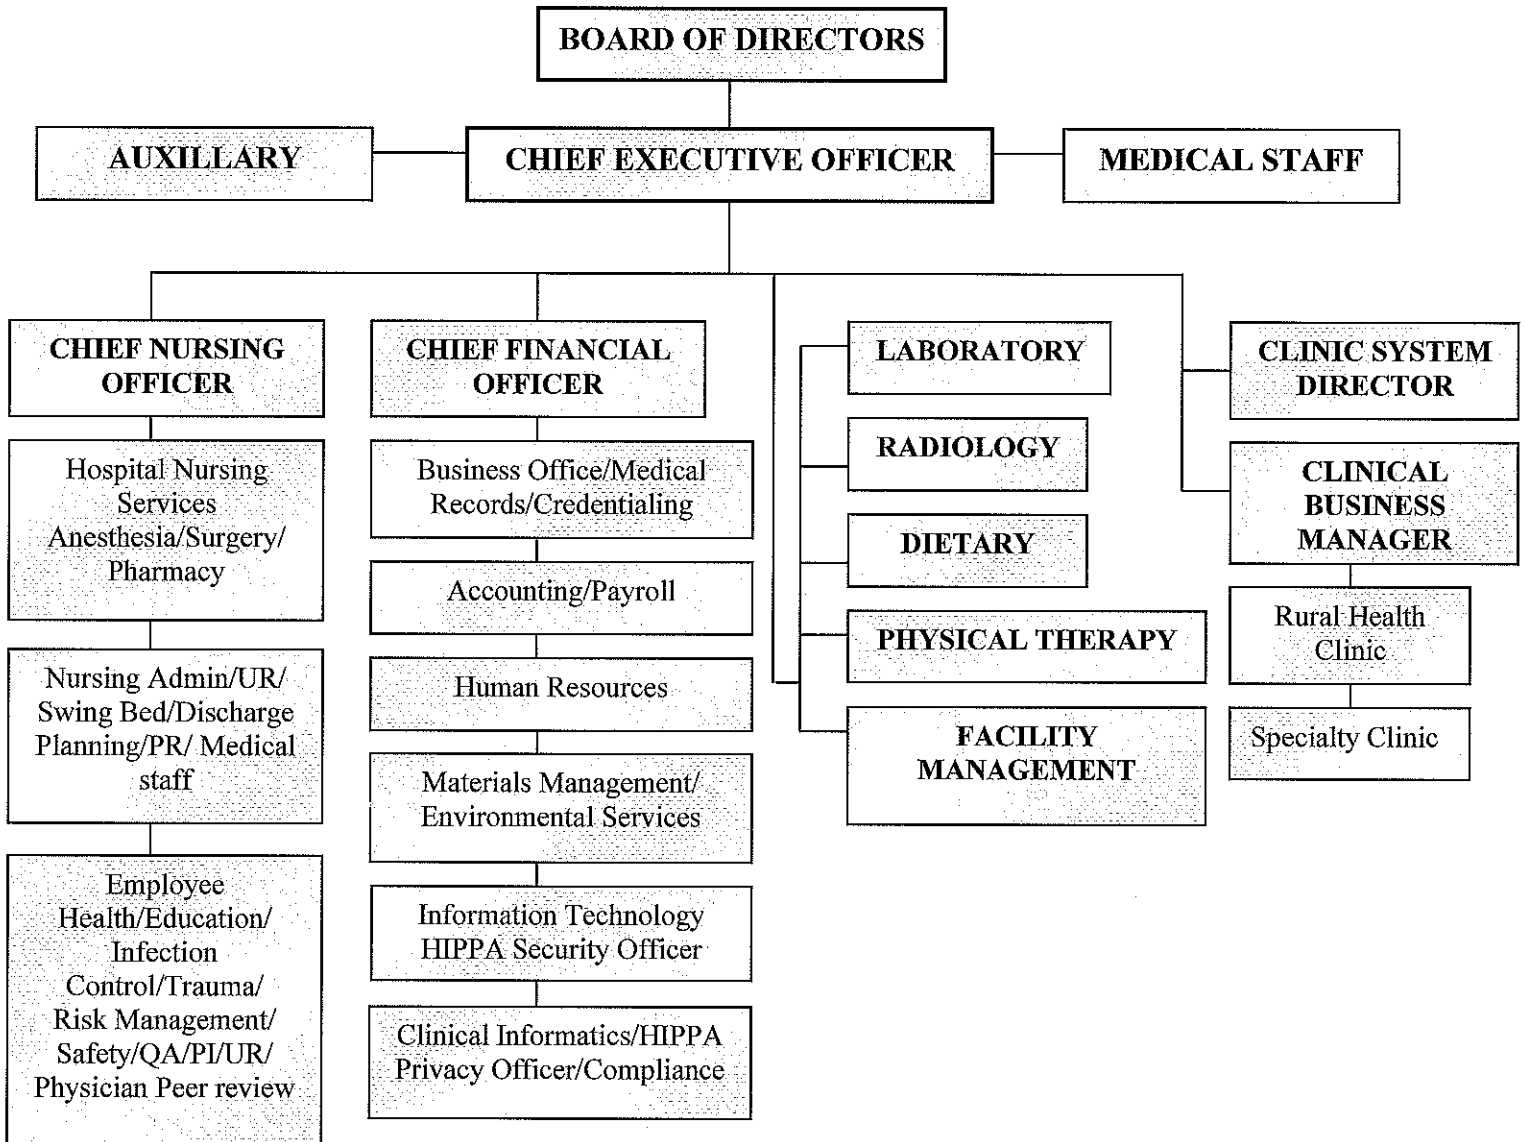 BOARD OF DIRECTORS
AUXILLARY
CHIEF EXECUTIVE OFFICER
MEDICAL STAFF
CHIEF NURSING
OFFICER
Hospital Nursing
Services
Anesthesia/Surgery/
Pharmacy
Nursing Admin/UR/
Swing Bed/Discharge
Planning/PR/ Medical
staff
Employee
Health/Education/
Infection
Control/Trauma/
Risk Management/
Safety/QA/PI/UR/
Physician Peer review
CHIEF FINANCIAL
OFFICER
Business Office/Medical
Records/Credentialing
Accounting/Payroll
Human Resources
Materials Management/
Environmental Services
Information Technology
HIPPA Security Officer
Clinical Informatics/HIPPA
Privacy Officer/Compliance
LABORATORY
RADIOLOGY
DIETARY
PHYSICAL THERAPY
FACILITY
MANAGEMENT
CLINIC SYSTEM
DIRECTOR
CLINICAL
BUSINESS
MANAGER
Rural Health
Clinic
Specialty Clinic